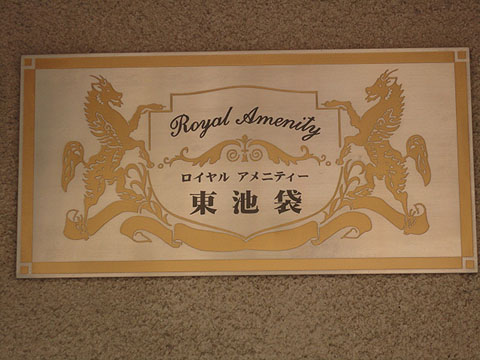 Royal Amenity
ロイヤル アメニティー
東池袋